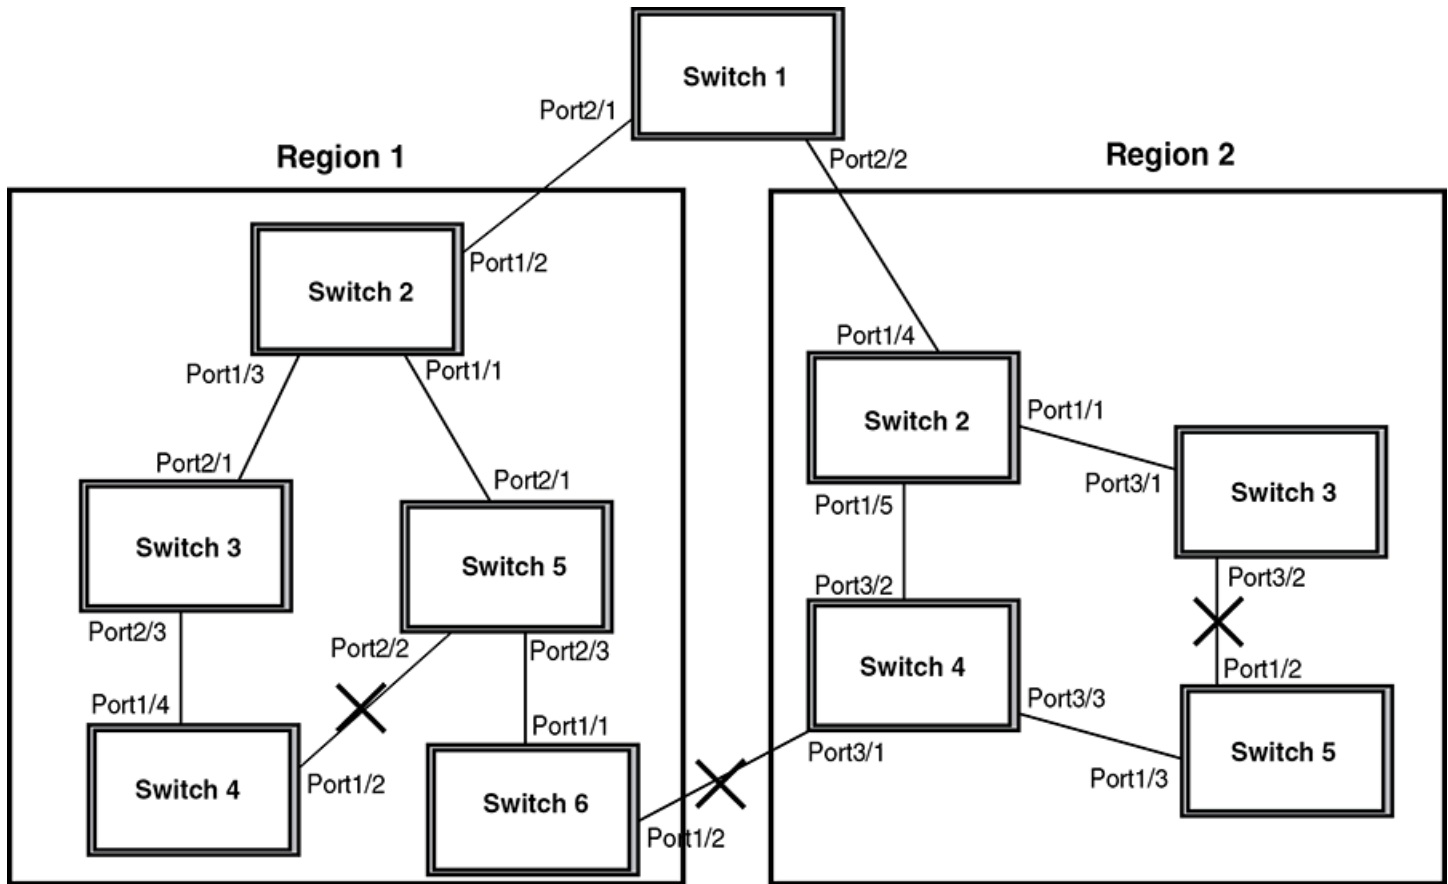 Switch 1
Port2/1
Port2/2
Region 1
Region 2
Port1/2
Switch 2
Port1/3
Port1/1
Port2/1
Port2/1
Switch 3
Switch 5
Port2/3
Port2/2
Port2/3
Port1/4
Port1/1
Switch 4
Port1/2
Switch 6
Port1/2
Port1/4
Switch 2
Port1/1
Port3/1
Switch 3
Port1/5
Port3/2
Port3/2
Port1/2
Switch 4
Port3/3
Port3/1
Port1/3
Switch 5